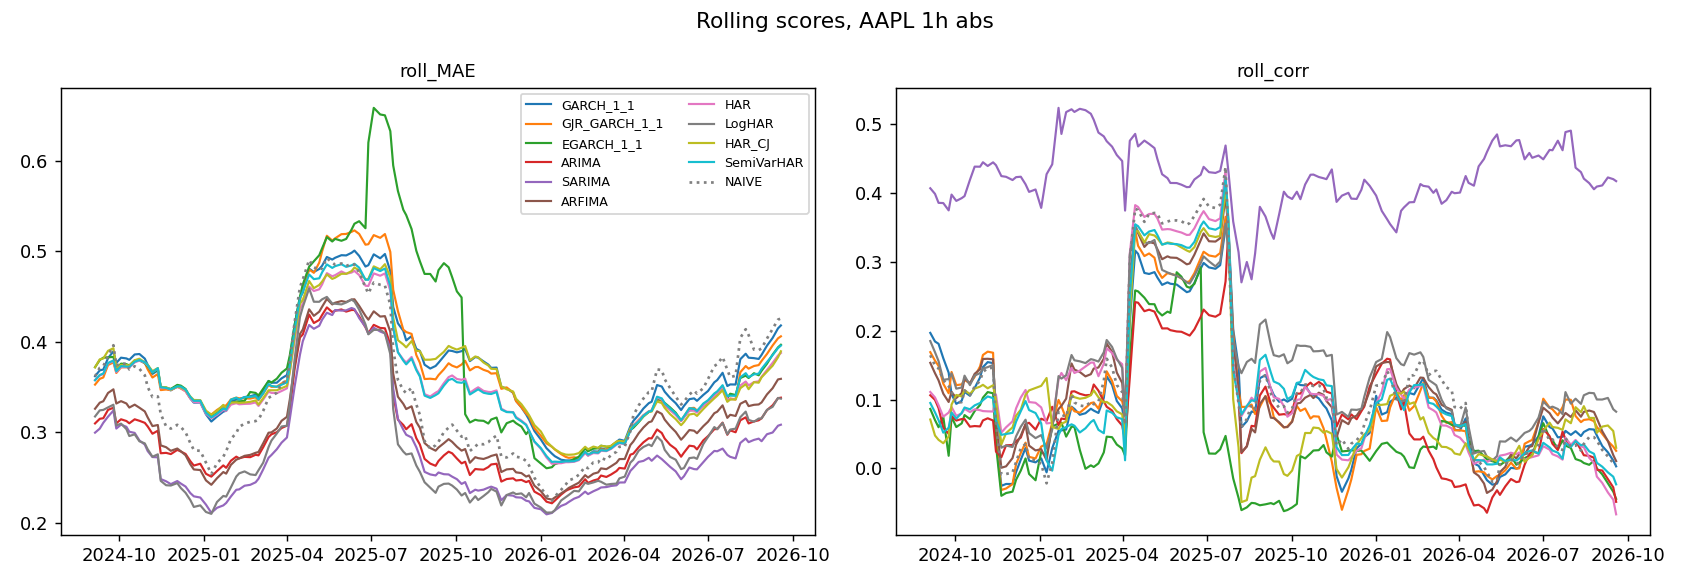 Rolling scores, AAPL 1h abs
roll_MAE
0.6
0.5
0.4
0.3
0.2
GARCH_1_1
GJR_GARCH_1_1
EGARCH_1_1
ARIMA
SARIMA
ARFIMA
HAR
LogHAR
HAR_CJ
SemiVarHAR
NAIVE
2024-10 2025-01 2025-04 2025-07 2025-10 2026-01 2026-04 2026-07 2026-10
roll_corr
0.5
0.4
0.3
0.2
0.1
0.0
2024-10 2025-01 2025-04 2025-07 2025-10 2026-01 2026-04 2026-07 2026-10